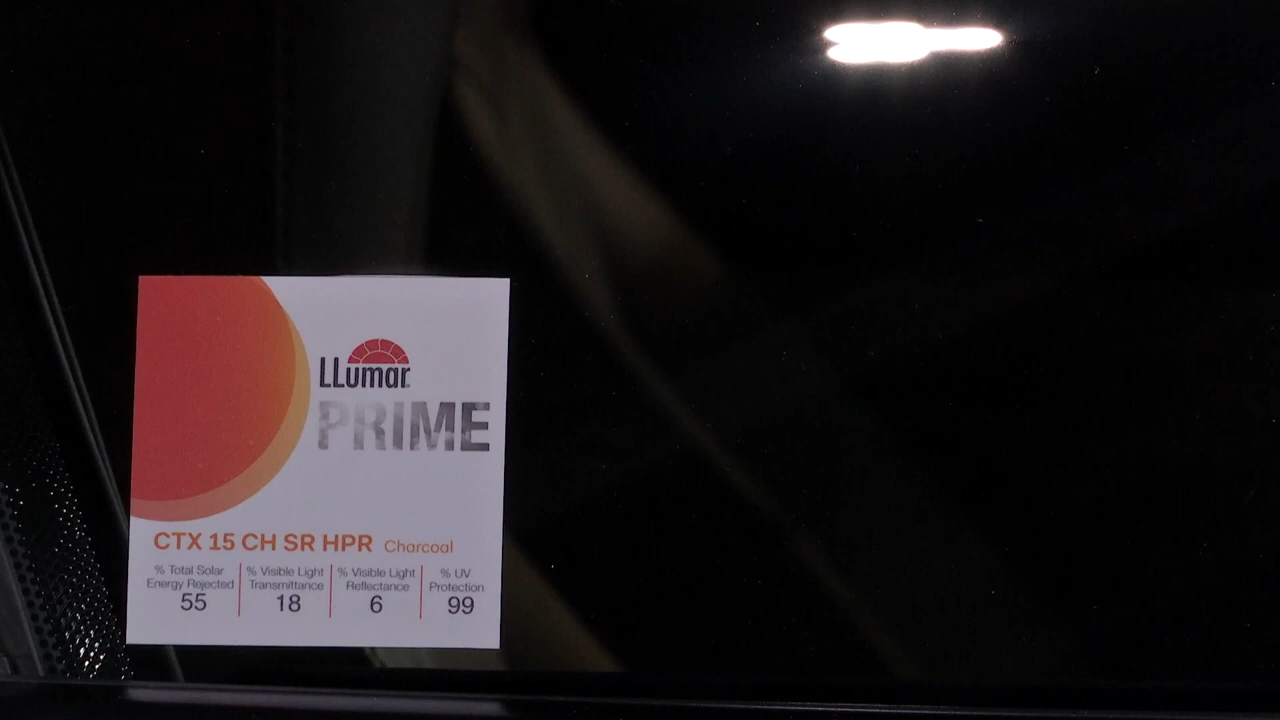 LLumar
PRIME
CTX 15 CH SR HPR Charcoal
% Total Solar Energy Rejected
55
% Visible Light Transmittance
18
% Visible Light Reflectance
6
% UV Protection
99